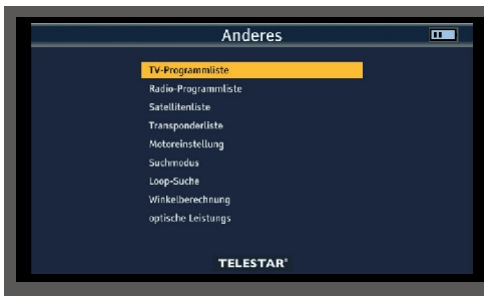 Anderes
TV-Programmliste
Radio-Programmliste
Satellitenliste
Transponderliste
Motoreinstellung
Suchmodus
Loop-Suche
Winkelberechnung
optische Leistungs
TELESTAR®